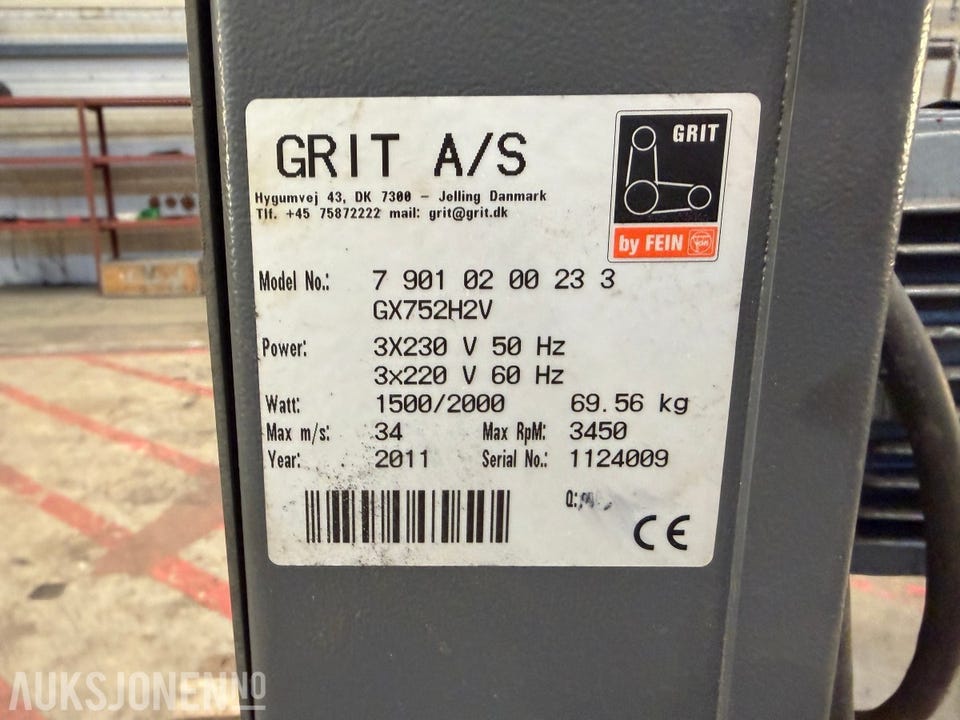 GRIT A/S
Hygumvej 43, DK 7300 - Jelling Danmark
Tlf. +45 75872222 mail: grit@grit.dk
GRIT
by FEIN
Model No.: 7 901 02 00 23 3
GX752H2V
Power: 3X230 V 50 Hz
3x220 V 60 Hz
Watt: 1500/2000 69.56 kg
Max m/s: 34 Max RpM: 3450
Year: 2011 Serial No.: 1124009
Q:
CE
AUKSJONEN.NO